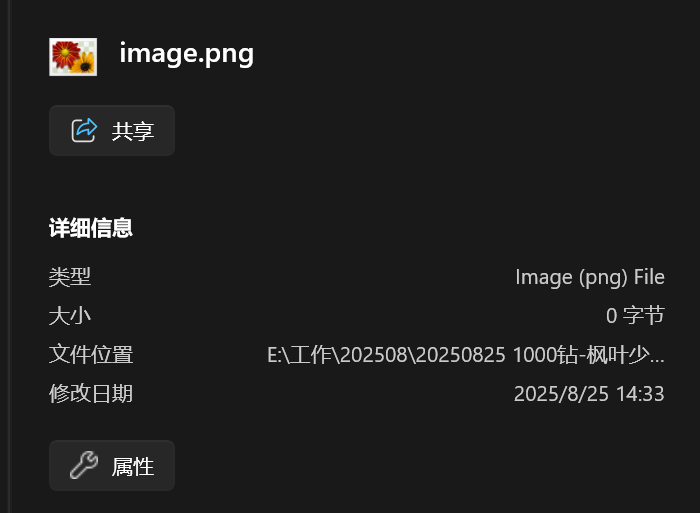 image.png
共享
详细信息
类型 Image (png) File
大小 0 字节
文件位置 E:\工作\202508\20250825 1000钻-枫叶少...
修改日期 2025/8/25 14:33
属性